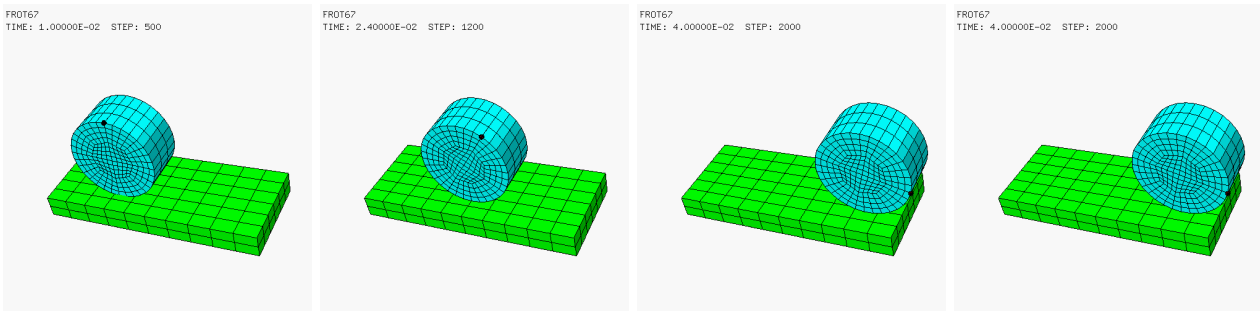 FROT67
TIME: 1.00000E-02 STEP: 500
FROT67
TIME: 2.40000E-02 STEP: 1200
FROT67
TIME: 4.00000E-02 STEP: 2000
FROT67
TIME: 4.00000E-02 STEP: 2000